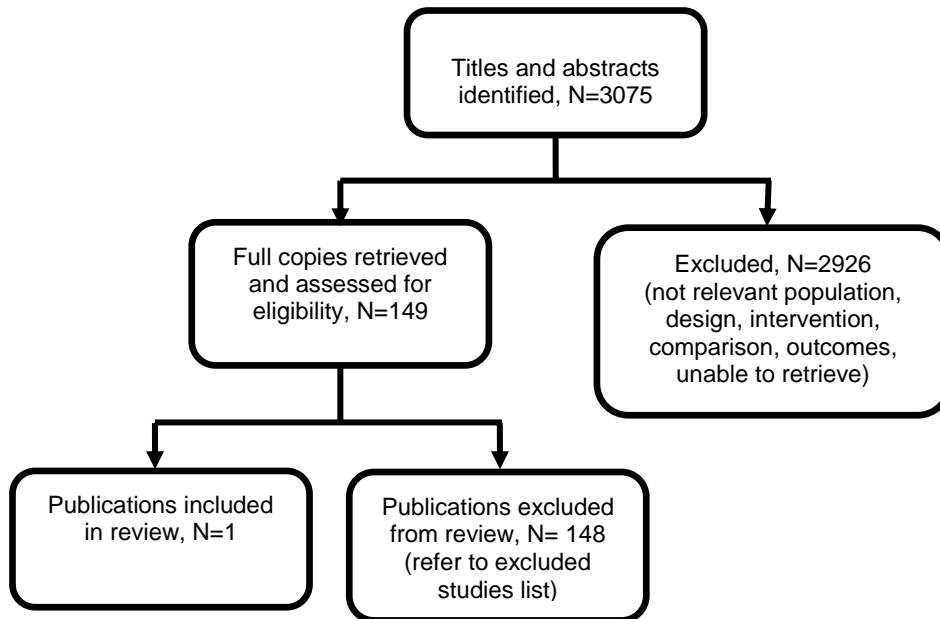 Titles and abstracts
identified, N=3075
Full copies retrieved
and assessed for
eligibility, N=149
Excluded, N=2926
(not relevant population,
design, intervention,
comparison, outcomes,
unable to retrieve)
Publications included
in review, N=1
Publications excluded
from review, N= 148
(refer to excluded
studies list)